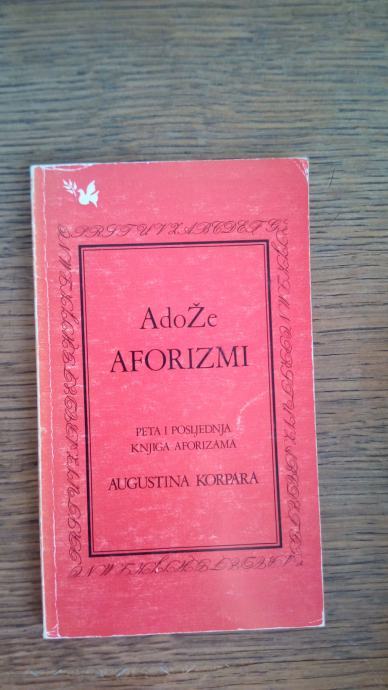 AdoŽe
AFORIZMI
PETA I POSLJEDNJA
KNJIGA AFORIZAMA
AUGUSTINA KORPARA